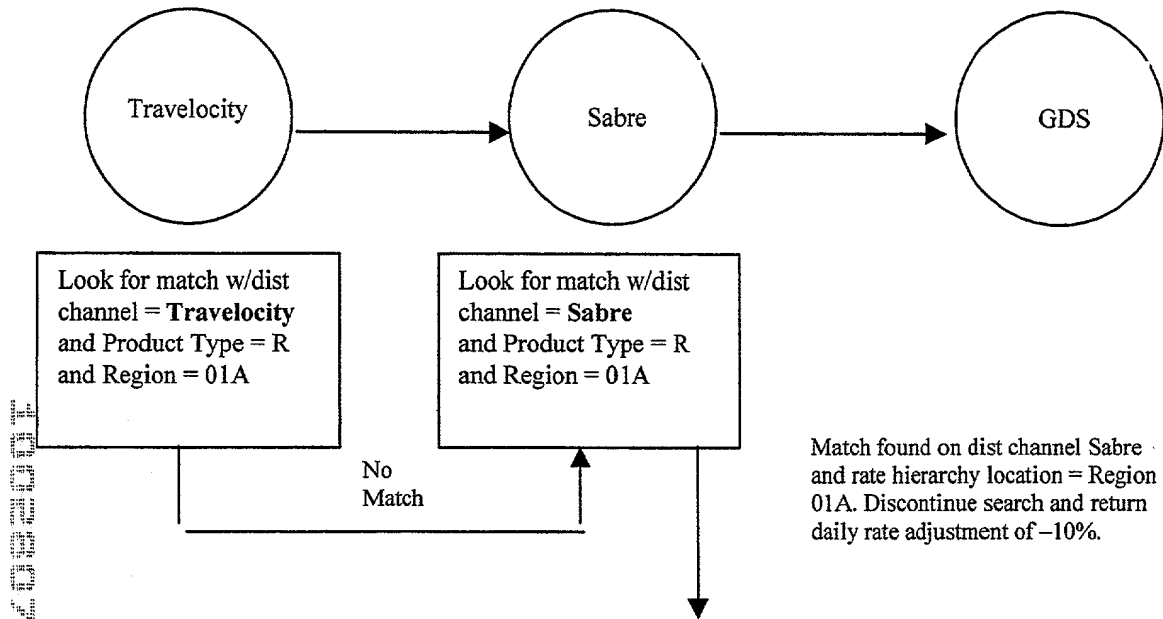 Travelocity
Sabre
GDS
Look for match w/dist
channel = Travelocity
and Product Type = R
and Region = 01A
Look for match w/dist
channel = Sabre
and Product Type = R
and Region = 01A
No
Match
Match found on dist channel Sabre
and rate hierarchy location = Region
01A. Discontinue search and return
daily rate adjustment of –10%.